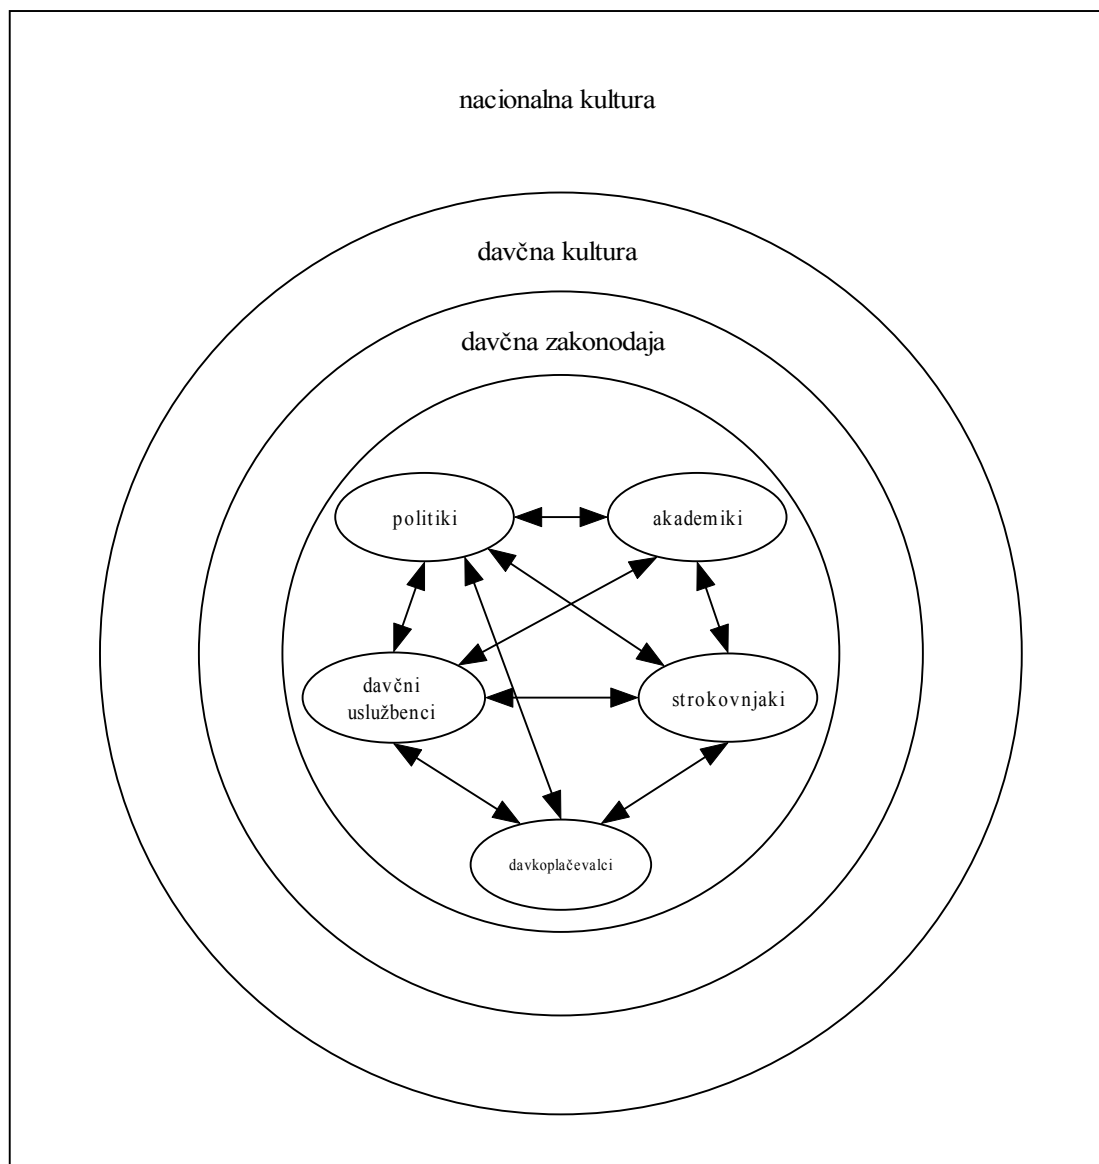 nacionalna kultura
davčna kultura
davčna zakonodaja
politiki
akademiki
davčni
uslužbenci
strokovnjaki
davkoplačevalci